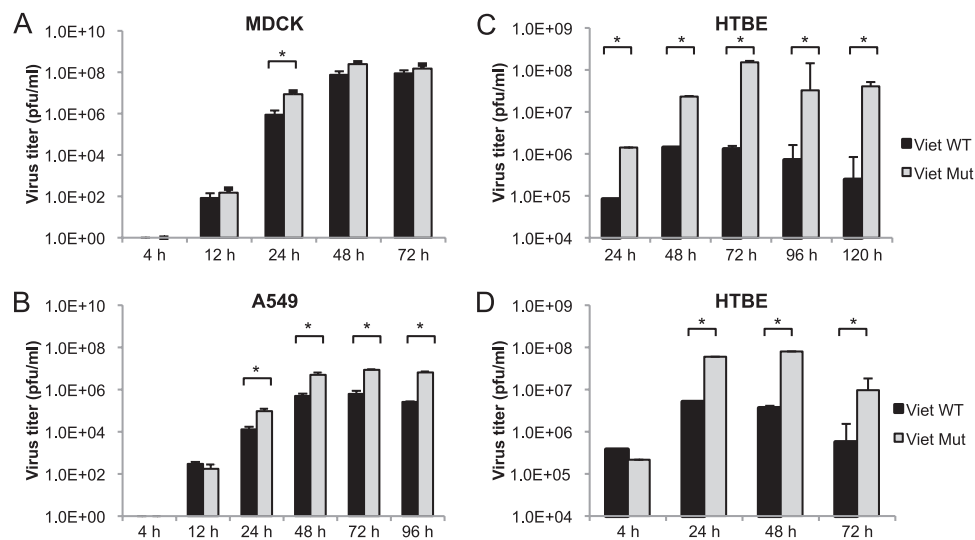 A
MDCK
Virus titer (pfu/ml)
1.0E+10
1.0E+08
1.0E+06
1.0E+04
1.0E+02
1.0E+00
*
4 h 12 h 24 h 48 h 72 h
B
A549
Virus titer (pfu/ml)
1.0E+10
1.0E+08
1.0E+06
1.0E+04
1.0E+02
1.0E+00
* * * *
4 h 12 h 24 h 48 h 72 h 96 h
C
HTBE
Virus titer (pfu/ml)
1.0E+09
1.0E+08
1.0E+07
1.0E+06
1.0E+05
1.0E+04
* * * * *
24 h 48 h 72 h 96 h 120 h
Viet WT
Viet Mut
D
HTBE
Virus titer (pfu/ml)
1.0E+09
1.0E+08
1.0E+07
1.0E+06
1.0E+05
1.0E+04
* * *
4 h 24 h 48 h 72 h
Viet WT
Viet Mut